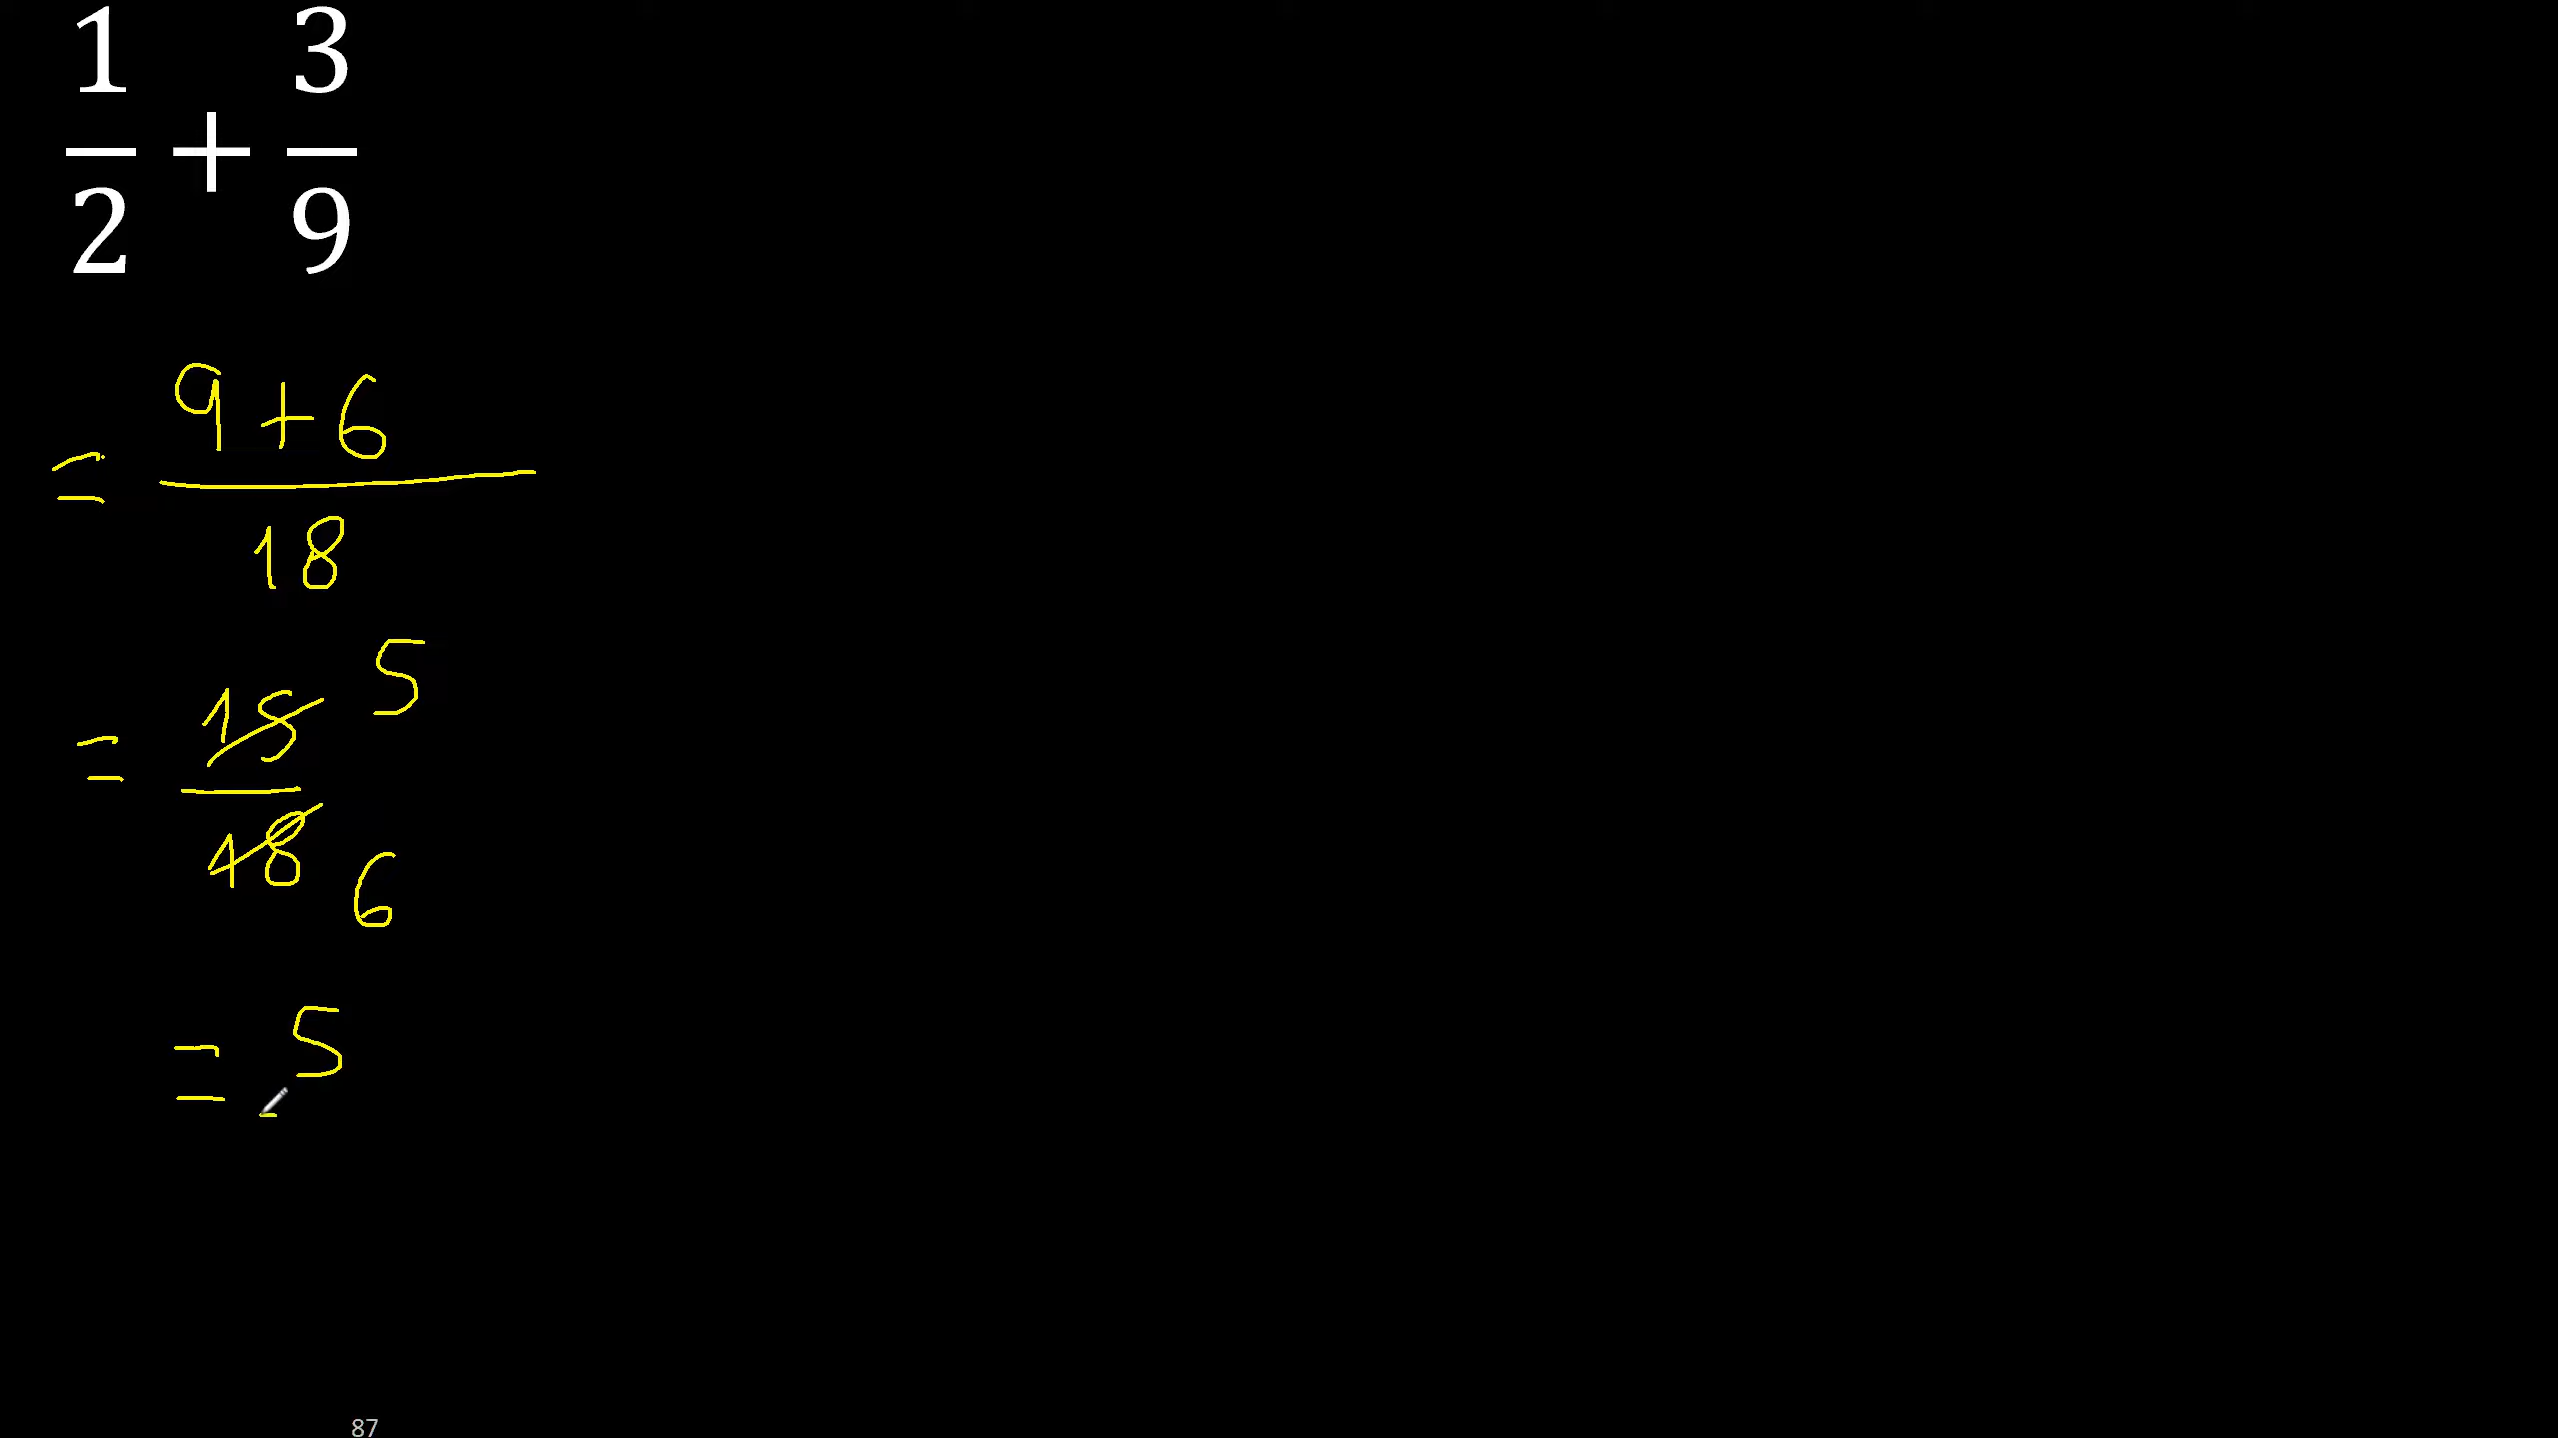 1/2 + 3/9
= (9 + 6)/18
= 15/18 5 6
= 5
87